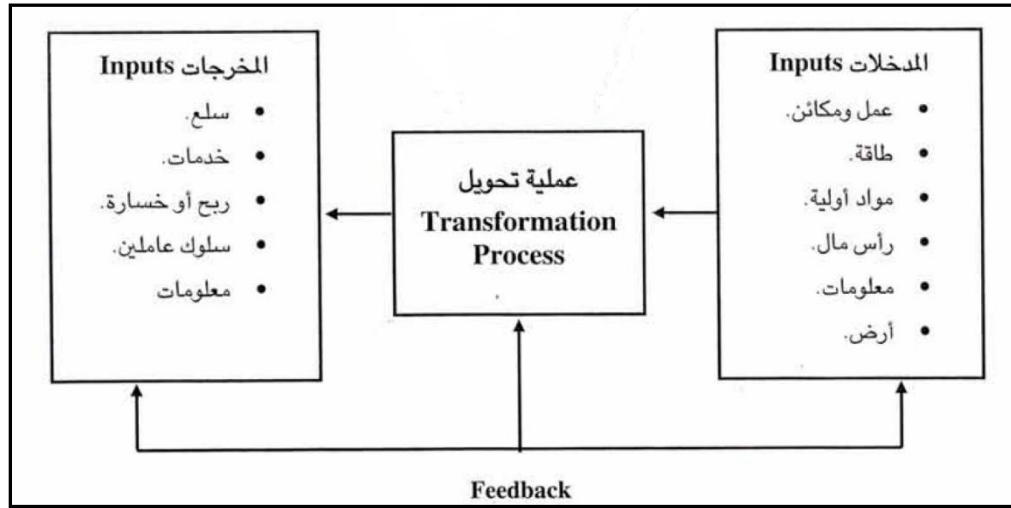 المدخلات Inputs
• عمل ومكائن.
• طاقة.
• مواد أولية.
• رأس مال.
• معلومات.
• أرض.
عملية تحويل
Transformation
Process
المخرجات Inputs
• سلع.
• خدمات.
• ربح أو خسارة.
• سلوك عاملين.
• معلومات
Feedback